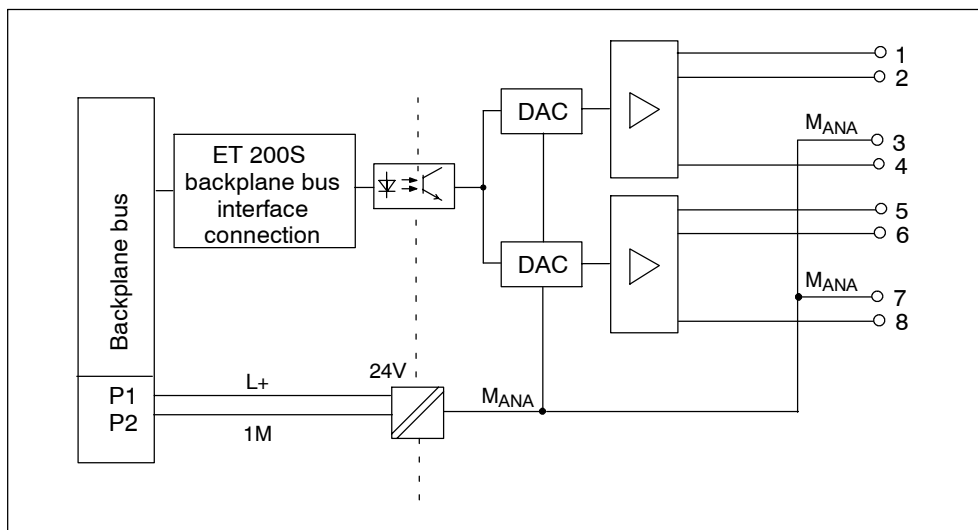 Backplane bus
P1
P2
ET 200S
backplane bus
interface
connection
L+
1M
24V
DAC
DAC
MANA
MANA
MANA
1
2
3
4
5
6
7
8